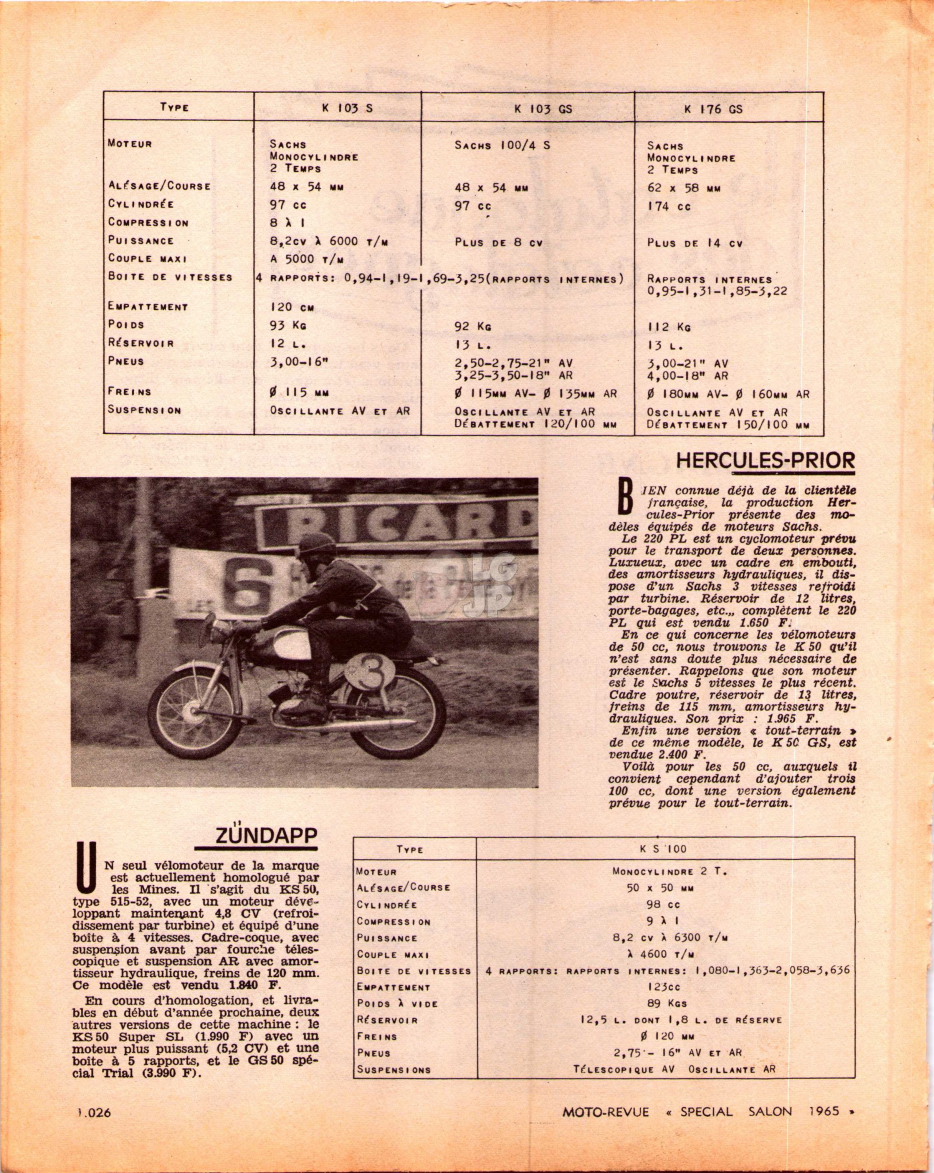 TYPE K 103 S K 103 GS K 176 GS
MOTEUR SACHS SACHS 100/4 S SACHS
MONOCYLINDRE MONOCYLINDRE
2 TEMPS 2 TEMPS
ALÉSAGE/COURSE 48 x 54 MM 48 x 54 MM 62 x 58 MM
CYLINDRÉE 97 CC 97 CC 174 CC
COMPRESSION 8 À 1
PUISSANCE 8,2CV À 6000 T/M PLUS DE 8 CV PLUS DE 14 CV
COUPLE MAXI A 5000 T/M
BOITE DE VITESSES 4 RAPPORTS: 0,94-1,19-1,69-3,25(RAPPORTS INTERNES) RAPPORTS INTERNES
0,95-1,31-1,85-3,22
EMPATTEMENT 120 CM
POIDS 93 KG 92 KG 112 KG
RÉSERVOIR 12 L. 13 L. 13 L.
PNEUS 3,00-16" 2,50-2,75-21" AV 3,00-21" AV
3,25-3,50-18" AR 4,00-18" AR
FREINS Ø 115 MM Ø 115MM AV- Ø 135MM AR Ø 180MM AV- Ø 160MM AR
SUSPENSION OSCILLANTE AV ET AR OSCILLANTE AV ET AR OSCILLANTE AV ET AR
DÉBATTEMENT 120/100 MM DÉBATTEMENT 150/100 MM
HERCULES-PRIOR
BIEN connue déjà de la clientèle
française, la production Her-
cules-Prior présente des mo-
dèles équipés de moteurs Sachs.
Le 220 PL est un cyclomoteur prévu
pour le transport de deux personnes.
Luxueux, avec un cadre en embouti,
des amortisseurs hydrauliques, il dis-
pose d'un Sachs 3 vitesses refroidi
par turbine. Réservoir de 12 litres,
porte-bagages, etc.,, complètent le 220
PL qui est vendu 1.650 F.
En ce qui concerne les vélomoteurs
de 50 cc, nous trouvons le K 50 qu'il
n'est sans doute plus nécessaire de
présenter. Rappelons que son moteur
est le Sachs 5 vitesses le plus récent.
Cadre poutre, réservoir de 13 litres,
freins de 115 mm, amortisseurs hy-
drauliques. Son prix : 1.965 F.
Enfin une version « tout-terrain »
de ce même modèle, le K 50 GS, est
vendue 2.400 F.
Voilà pour les 50 cc, auxquels il
convient cependant d'ajouter trois
100 cc, dont une version également
prévue pour le tout-terrain.
PICARD
6
LG
JP
3
ZÜNDAPP
UN seul vélomoteur de la marque
est actuellement homologué par
les Mines. Il s'agit du KS 50,
type 515-52, avec un moteur déve-
loppant maintenant 4,8 CV (refroi-
dissement par turbine) et équipé d'une
boîte à 4 vitesses. Cadre-coque, avec
suspension avant par fourche téles-
copique et suspension AR avec amor-
tisseur hydraulique, freins de 120 mm.
Ce modèle est vendu 1.840 F.
En cours d'homologation, et livra-
bles en début d'année prochaine, deux
autres versions de cette machine : le
KS 50 Super SL (1.990 F) avec un
moteur plus puissant (5,2 CV) et une
boîte à 5 rapports, et le GS 50 spé-
cial Trial (3.990 F).
TYPE K S 100
MOTEUR MONOCYLINDRE 2 T.
ALÉSAGE/COURSE 50 x 50 MM
CYLINDRÉE 98 CC
COMPRESSION 9 À 1
PUISSANCE 8,2 CV À 6300 T/M
COUPLE MAXI À 4600 T/M
BOITE DE VITESSES 4 RAPPORTS: RAPPORTS INTERNES: 1,080-1,363-2,058-3,636
EMPATTEMENT 123CC
POIDS À VIDE 89 KGS
RÉSERVOIR 12,5 L. DONT 1,8 L. DE RÉSERVE
FREINS Ø 120 MM
PNEUS 2,75 - 16" AV ET AR
SUSPENSIONS TÉLESCOPIQUE AV OSCILLANTE AR
1.026
MOTO-REVUE « SPECIAL SALON 1965 »